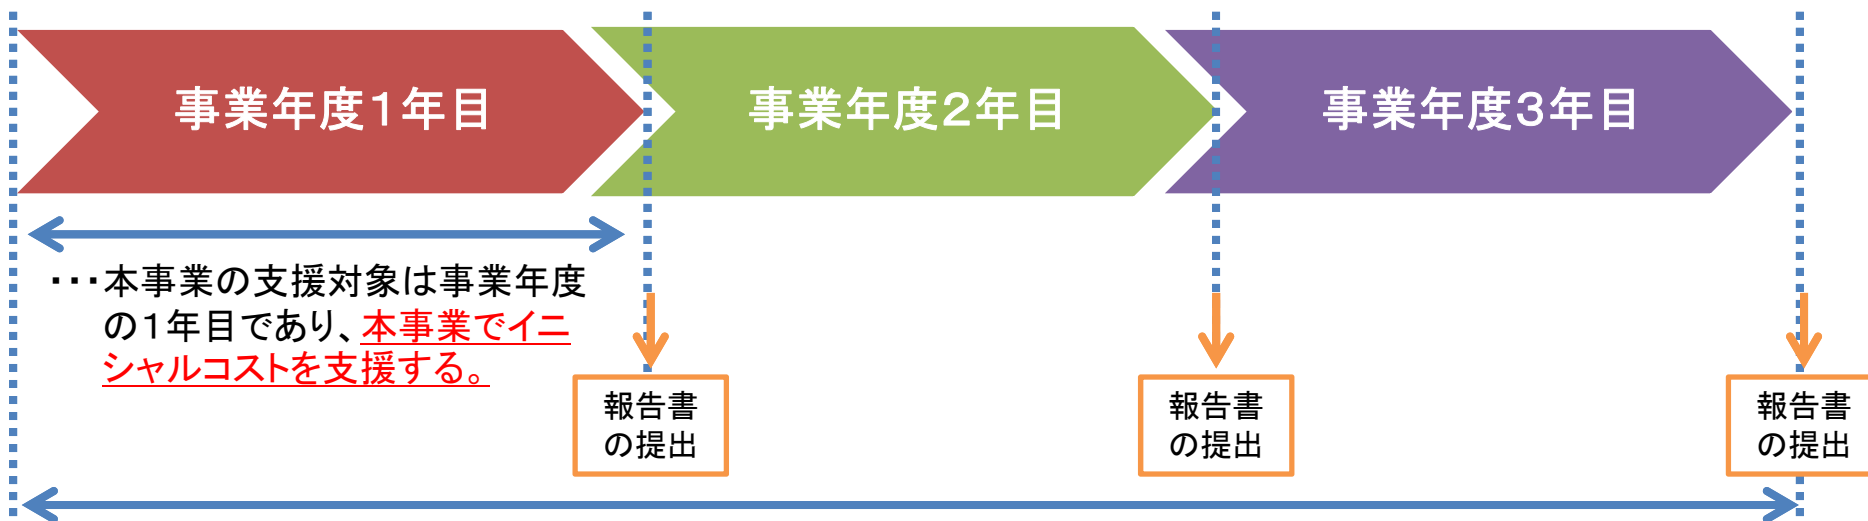 事業年度1年目
事業年度2年目
事業年度3年目
・・・本事業の支援対象は事業年度
の1年目であり、本事業でイニ
シャルコストを支援する。
報告書
の提出
報告書
の提出
報告書
の提出